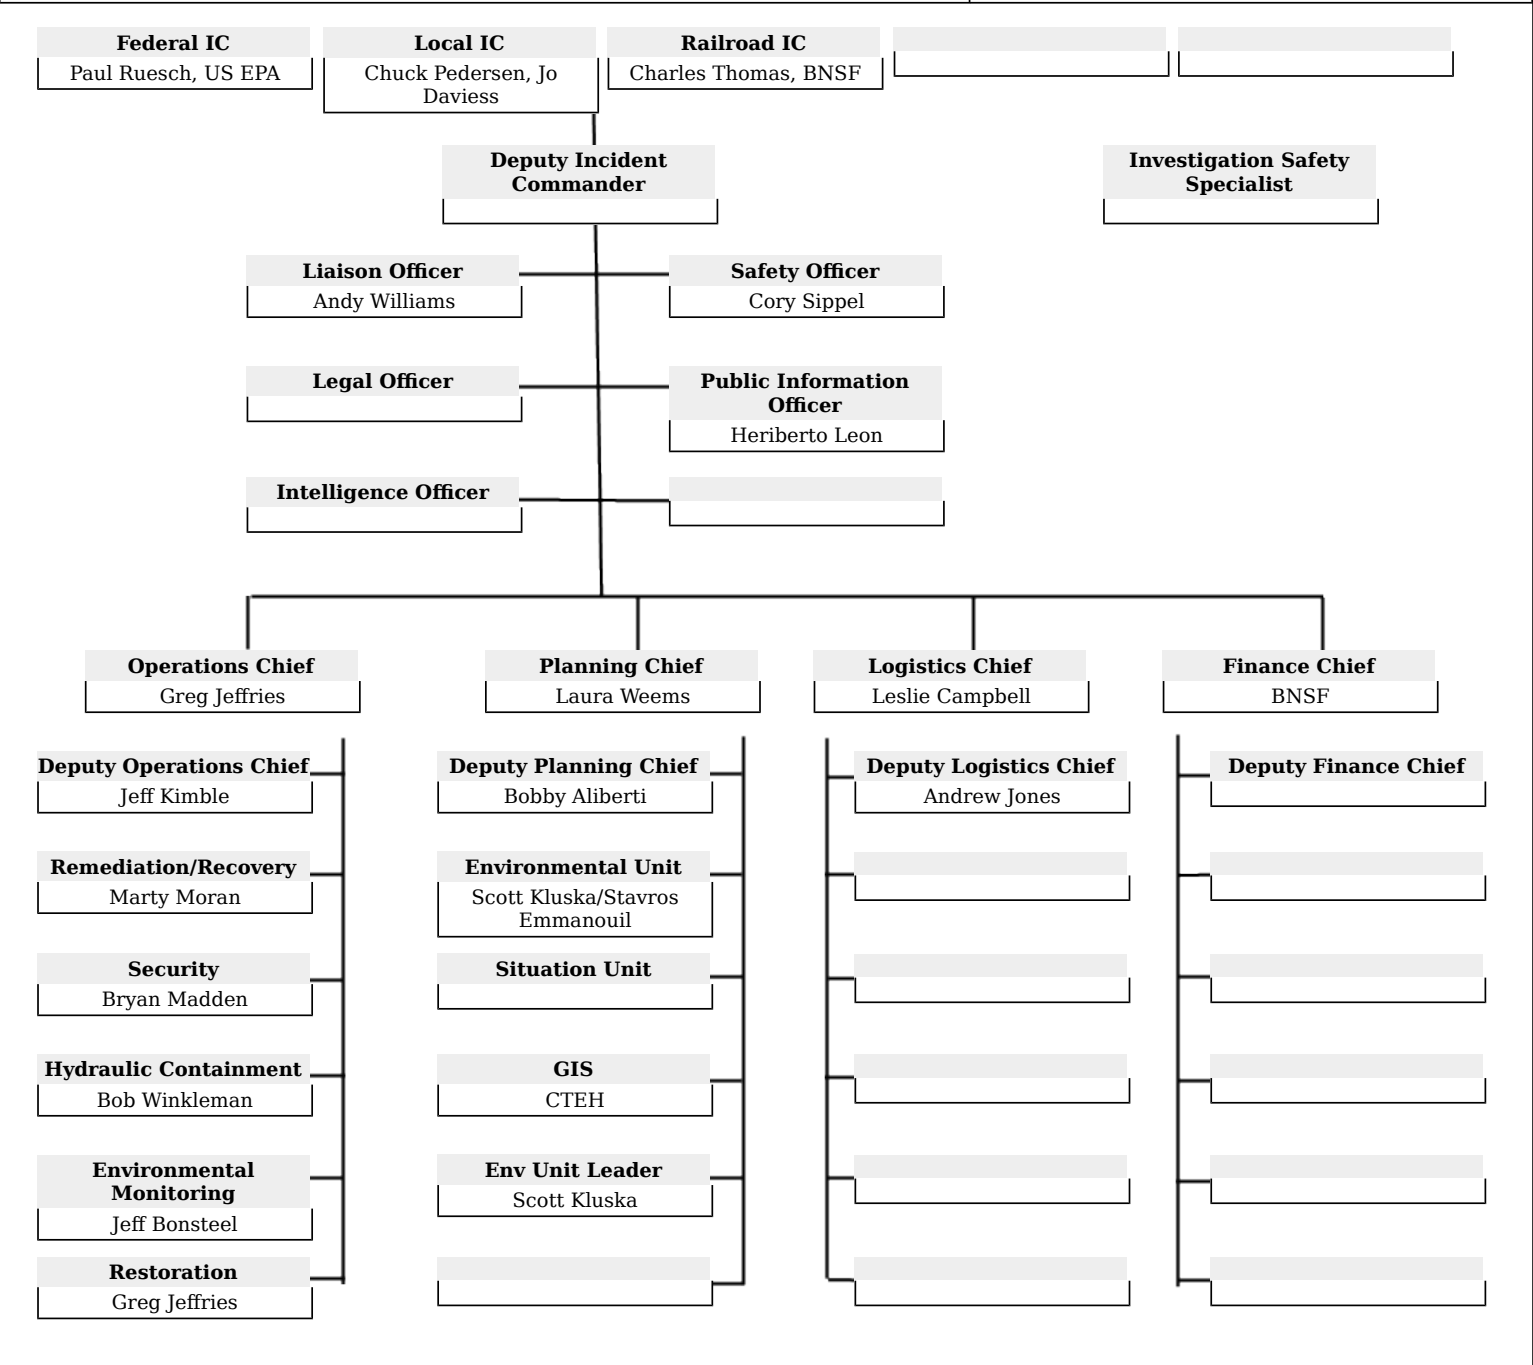 Federal IC
Paul Ruesch, US EPA
Local IC
Chuck Pedersen, Jo
Daviess
Railroad IC
Charles Thomas, BNSF
Deputy Incident
Commander
Investigation Safety
Specialist
Liaison Officer
Andy Williams
Safety Officer
Cory Sippel
Legal Officer
Public Information
Officer
Heriberto Leon
Intelligence Officer
Operations Chief
Greg Jeffries
Planning Chief
Laura Weems
Logistics Chief
Leslie Campbell
Finance Chief
BNSF
Deputy Operations Chief
Jeff Kimble
Deputy Planning Chief
Bobby Aliberti
Deputy Logistics Chief
Andrew Jones
Deputy Finance Chief
Remediation/Recovery
Marty Moran
Environmental Unit
Scott Kluska/Stavros
Emmanouil
Security
Bryan Madden
Situation Unit
Hydraulic Containment
Bob Winkleman
GIS
CTEH
Environmental
Monitoring
Jeff Bonsteel
Env Unit Leader
Scott Kluska
Restoration
Greg Jeffries